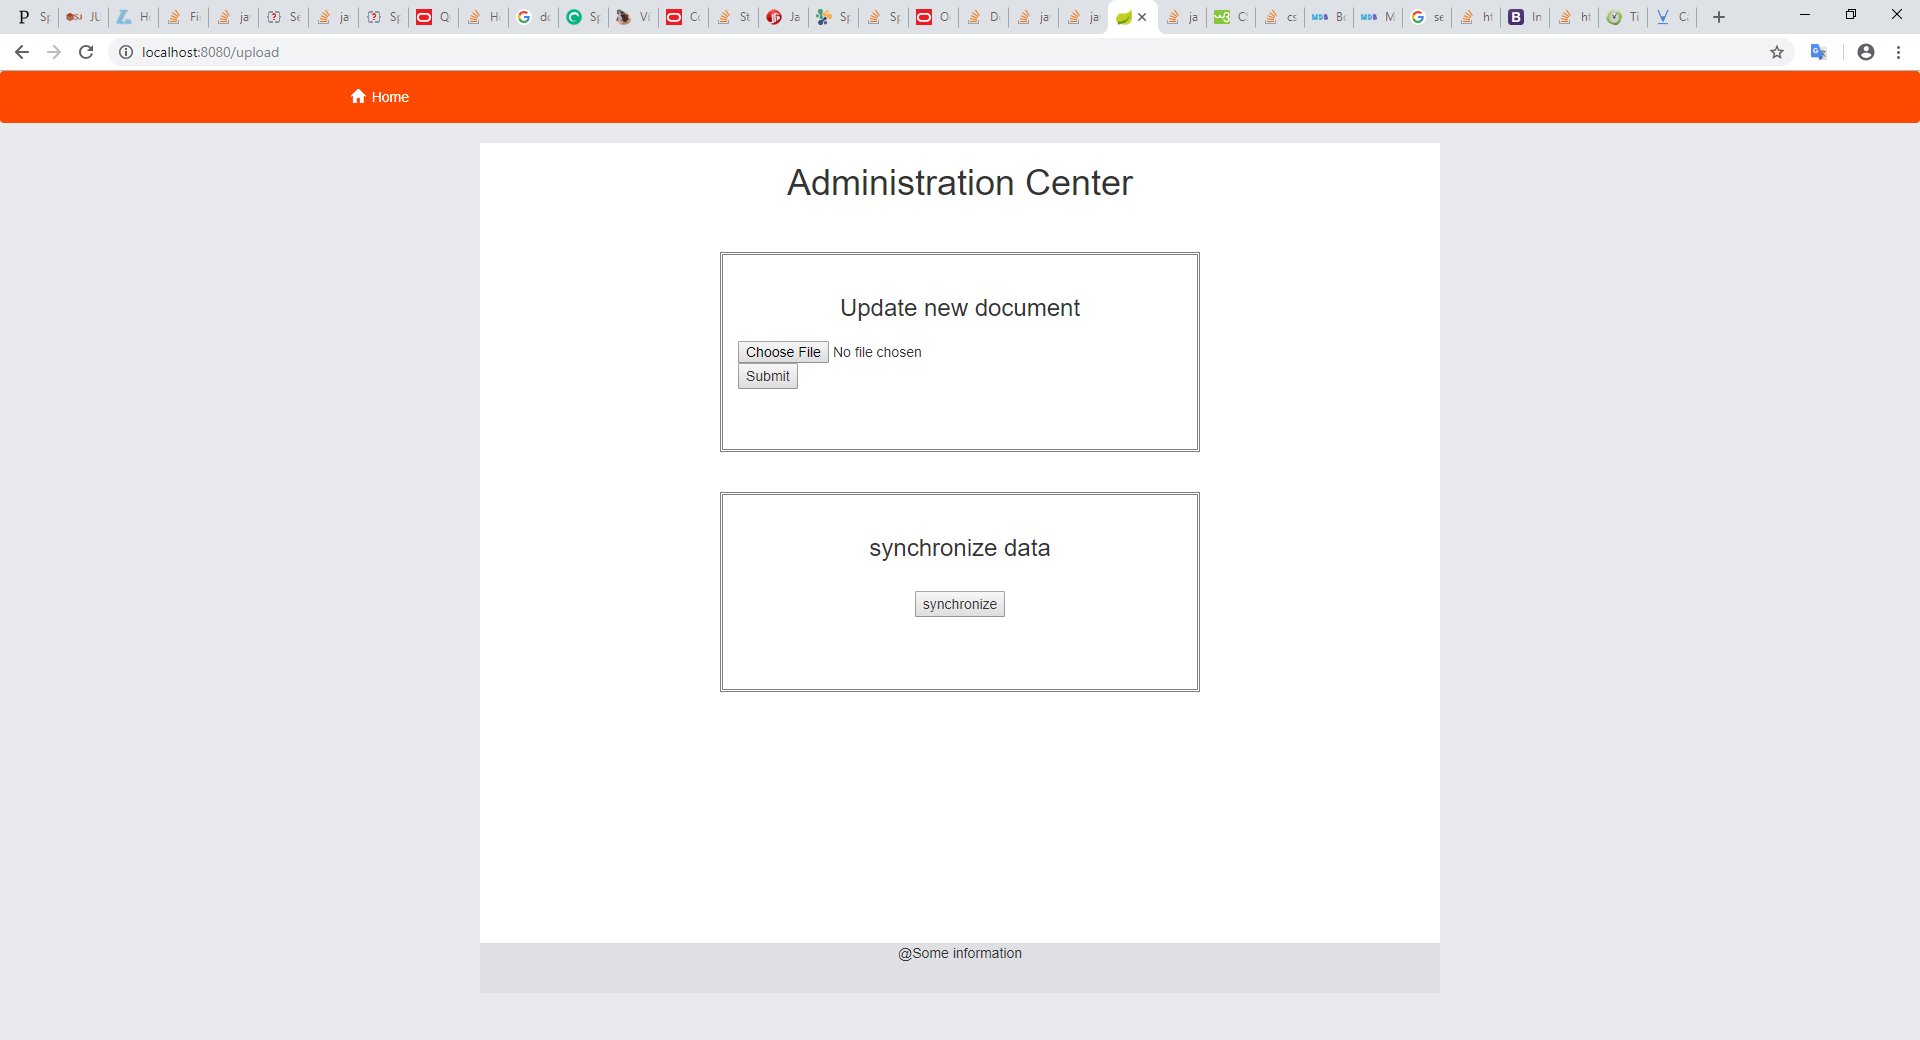 localhost:8080/upload
Home
Administration Center
Update new document
Choose File No file chosen
Submit
synchronize data
synchronize
@Some information